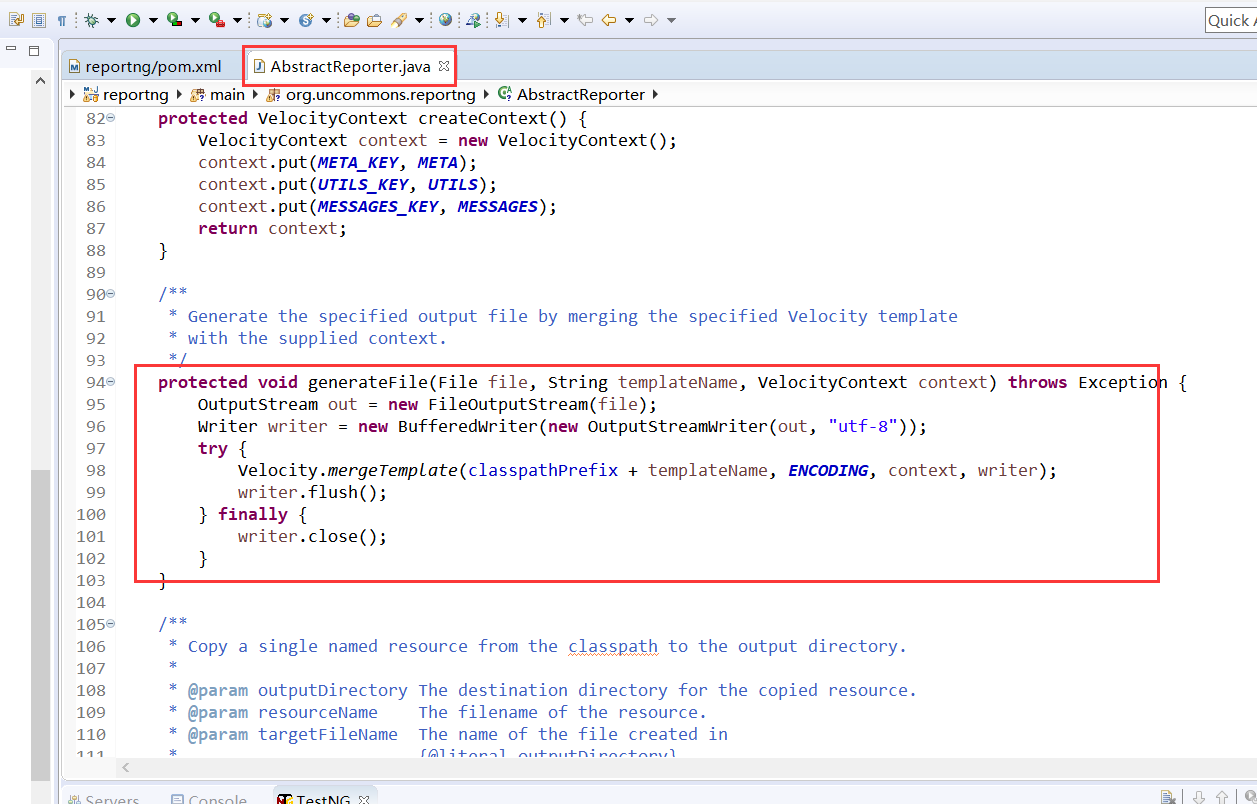 Quick A
reportng/pom.xml AbstractReporter.java
reportng main org.uncommons.reportng AbstractReporter
82 protected VelocityContext createContext() {
83 VelocityContext context = new VelocityContext();
84 context.put(META_KEY, META);
85 context.put(UTILS_KEY, UTILS);
86 context.put(MESSAGES_KEY, MESSAGES);
87 return context;
88 }
89
90 /**
91 * Generate the specified output file by merging the specified Velocity template
92 * with the supplied context.
93 */
94 protected void generateFile(File file, String templateName, VelocityContext context) throws Exception {
95 OutputStream out = new FileOutputStream(file);
96 Writer writer = new BufferedWriter(new OutputStreamWriter(out, "utf-8"));
97 try {
98 Velocity.mergeTemplate(classpathPrefix + templateName, ENCODING, context, writer);
99 writer.flush();
100 } finally {
101 writer.close();
102 }
103 }
104
105 /**
106 * Copy a single named resource from the classpath to the output directory.
107 *
108 * @param outputDirectory The destination directory for the copied resource.
109 * @param resourceName The filename of the resource.
110 * @param targetFileName The name of the file created in
111 * {@literal outputDirectory}
Servers Console TestNG